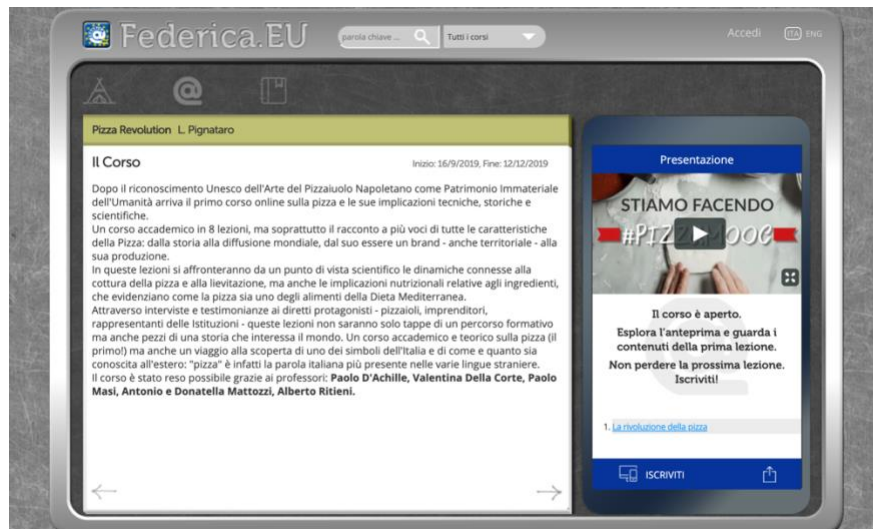 Federica.EU
parola chiave ...
Tutti i corsi
Accedi
ITA ENG
Pizza Revolution L. Pignataro
Il Corso
Inizio: 16/9/2019, Fine: 12/12/2019
Dopo il riconoscimento Unesco dell'Arte del Pizzaiuolo Napoletano come Patrimonio Immateriale
dell'Umanità arriva il primo corso online sulla pizza e le sue implicazioni tecniche, storiche e
scientifiche.
Un corso accademico in 8 lezioni, ma soprattutto il racconto a più voci di tutte le caratteristiche
della Pizza: dalla storia alla diffusione mondiale, dal suo essere un brand - anche territoriale - alla
sua produzione.
In queste lezioni si affronteranno da un punto di vista scientifico le dinamiche connesse alla
cottura della pizza e alla lievitazione, ma anche le implicazioni nutrizionali relative agli ingredienti,
che evidenziano come la pizza sia uno degli alimenti della Dieta Mediterranea.
Attraverso interviste e testimonianze ai diretti protagonisti - pizzaioli, imprenditori,
rappresentanti delle Istituzioni - queste lezioni non saranno solo tappe di un percorso formativo
ma anche pezzi di una storia che interessa il mondo. Un corso accademico e teorico sulla pizza (il
primo!) ma anche un viaggio alla scoperta di uno dei simboli dell'Italia e di come e quanto sia
conosciuta all'estero: "pizza" è infatti la parola italiana più presente nelle varie lingue straniere.
Il corso è stato reso possibile grazie ai professori: Paolo D'Achille, Valentina Della Corte, Paolo
Masi, Antonio e Donatella Mattozzi, Alberto Ritieni.
Presentazione
STIAMO FACENDO
Il corso è aperto.
Esplora l'anteprima e guarda i
contenuti della prima lezione.
Non perdere la prossima lezione.
Iscriviti!
1. La rivoluzione della pizza
ISCRIVITI